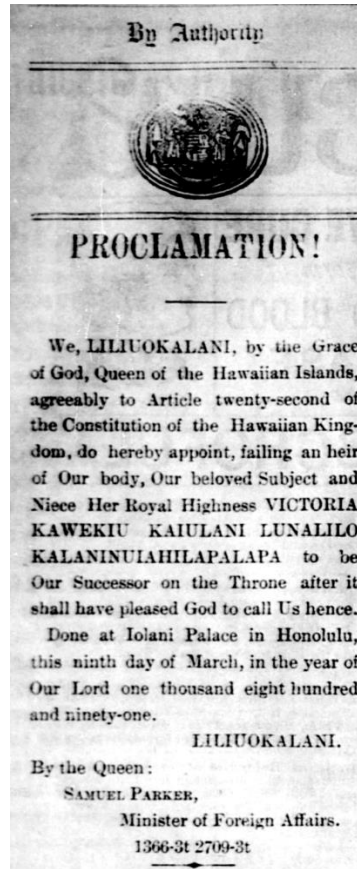 By Authority
PROCLAMATION!
We, LILIUOKALANI, by the Grace
of God, Queen of the Hawaiian Islands,
agreeably to Article twenty-second of
the Constitution of the Hawaiian King-
dom, do hereby appoint, failing an heir
of Our body, Our beloved Subject and
Niece Her Royal Highness VICTORIA
KAWEKIU KAIULANI LUNALILO
KALANINUIAHILAPALAPA to be
Our Successor on the Throne after it
shall have pleased God to call Us hence.
Done at Iolani Palace in Honolulu,
this ninth day of March, in the year of
Our Lord one thousand eight hundred
and ninety-one.
LILIUOKALANI.
By the Queen:
SAMUEL PARKER,
Minister of Foreign Affairs.
1366-3t 2709-3t